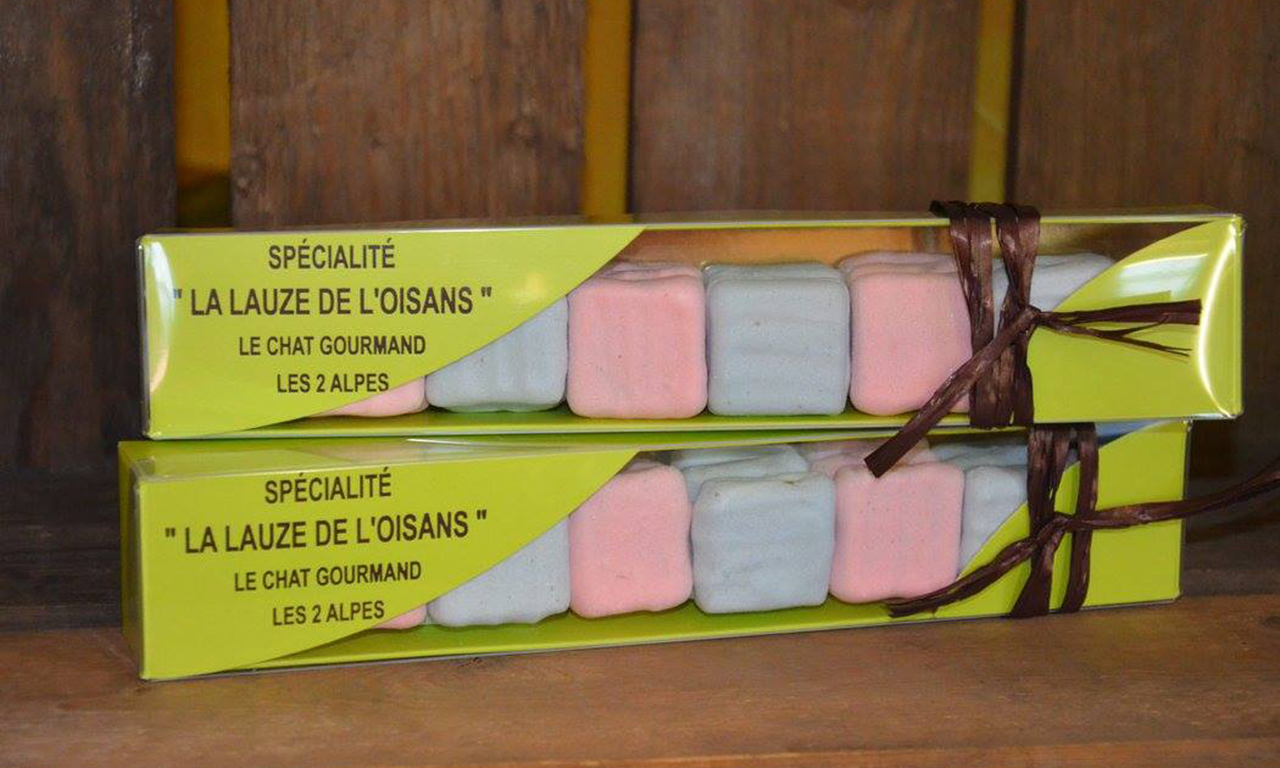 SPÉCIALITÉ
" LA LAUZE DE L'OISANS "
LE CHAT GOURMAND
LES 2 ALPES
SPÉCIALITÉ
" LA LAUZE DE L'OISANS "
LE CHAT GOURMAND
LES 2 ALPES